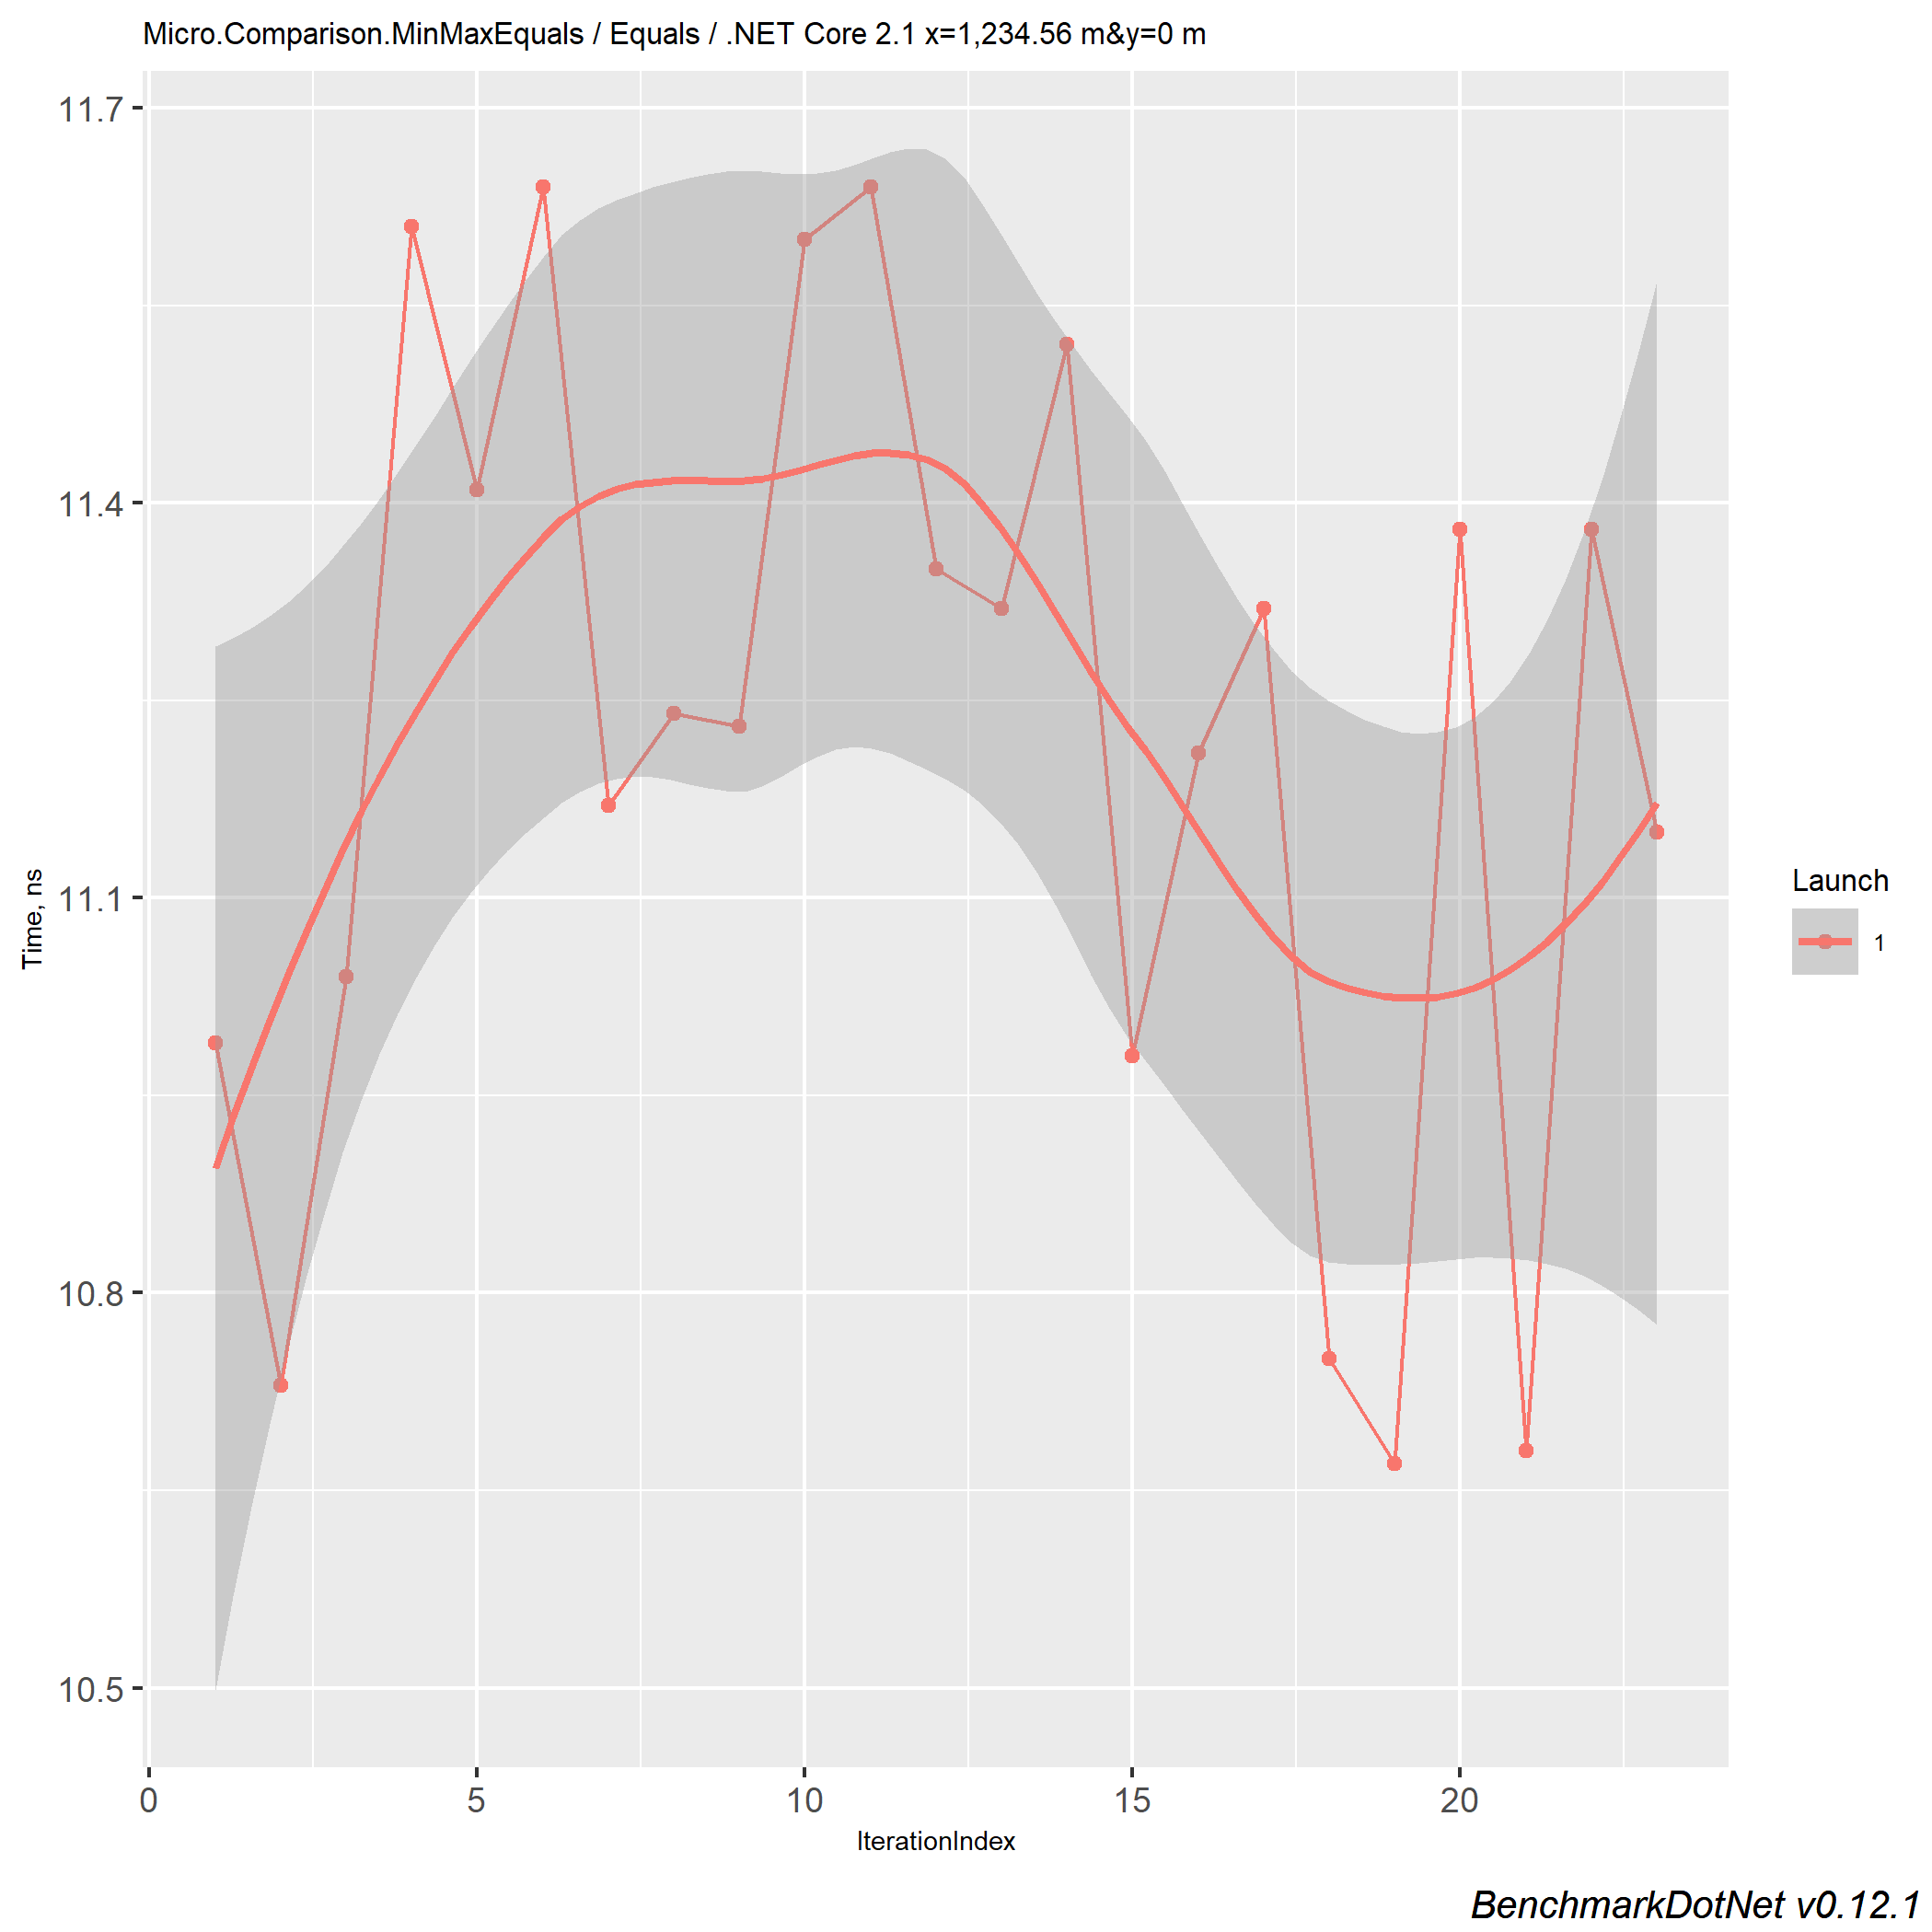 Micro.Comparison.MinMaxEquals / Equals / .NET Core 2.1 x=1,234.56 m&y=0 m
11.7
11.4
11.1
10.8
10.5
Time, ns
0 5 10 15 20
IterationIndex
Launch
1
BenchmarkDotNet v0.12.1